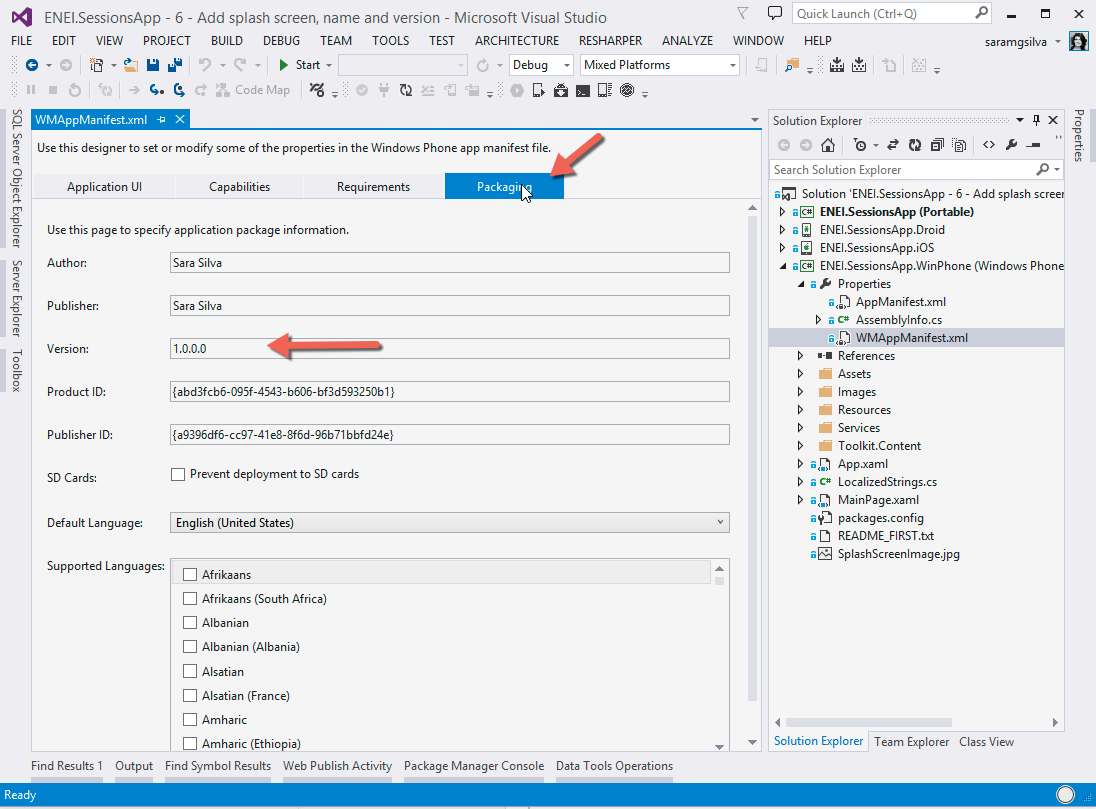 ENEI.SessionsApp - 6 - Add splash screen, name and version - Microsoft Visual Studio
Quick Launch (Ctrl+Q)
FILE EDIT VIEW PROJECT BUILD DEBUG TEAM TOOLS TEST ARCHITECTURE RESHARPER ANALYZE WINDOW HELP
saramgsilva
Start Debug Mixed Platforms
Code Map
SQL Server Object Explorer
Server Explorer
Toolbox
WMAppManifest.xml
Use this designer to set or modify some of the properties in the Windows Phone app manifest file.
Application UI Capabilities Requirements Packaging
Use this page to specify application package information.
Author: Sara Silva
Publisher: Sara Silva
Version: 1.0.0.0
Product ID: {abd3fcb6-095f-4543-b606-bf3d593250b1}
Publisher ID: {a9396df6-cc97-41e8-8f6d-96b71bbfd24e}
SD Cards: Prevent deployment to SD cards
Default Language: English (United States)
Supported Languages: Afrikaans
Afrikaans (South Africa)
Albanian
Albanian (Albania)
Alsatian
Alsatian (France)
Amharic
Amharic (Ethiopia)
Solution Explorer
Search Solution Explorer
Solution 'ENEI.SessionsApp - 6 - Add splash screen
ENEI.SessionsApp (Portable)
ENEI.SessionsApp.Droid
ENEI.SessionsApp.iOS
ENEI.SessionsApp.WinPhone (Windows Phone
Properties
AppManifest.xml
C# AssemblyInfo.cs
WMAppManifest.xml
References
Assets
Images
Resources
Services
Toolkit.Content
App.xaml
C# LocalizedStrings.cs
MainPage.xaml
packages.config
README_FIRST.txt
SplashScreenImage.jpg
Solution Explorer Team Explorer Class View
Properties
Find Results 1 Output Find Symbol Results Web Publish Activity Package Manager Console Data Tools Operations
Ready